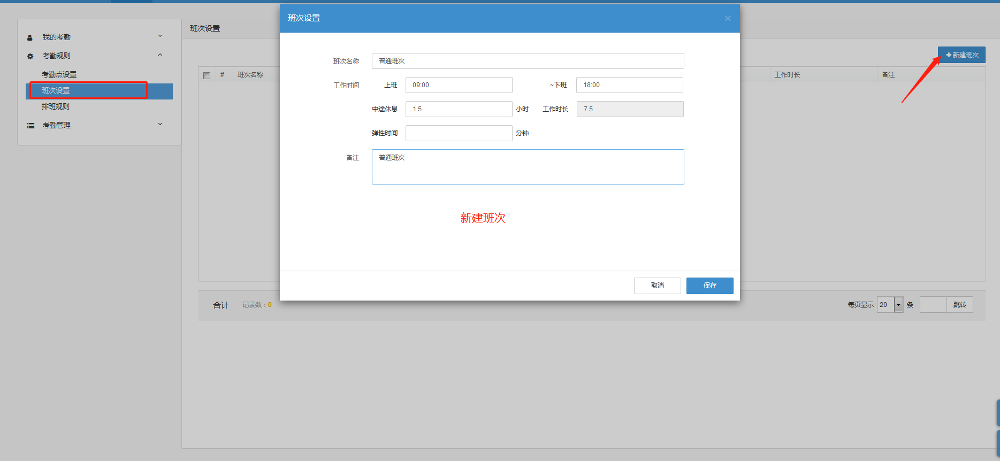 我的考勤
考勤规则
考勤点设置
班次设置
排班规则
考勤管理
班次设置
新建班次
# 班次名称 工作时长 备注
班次设置 ×
班次名称 普通班次
工作时间 上班 09:00 ~下班 18:00
中途休息 1.5 小时 工作时长 7.5
弹性时间 分钟
备注 普通班次
新建班次
取消 保存
合计 记录数：0 每页显示 20 条 跳转